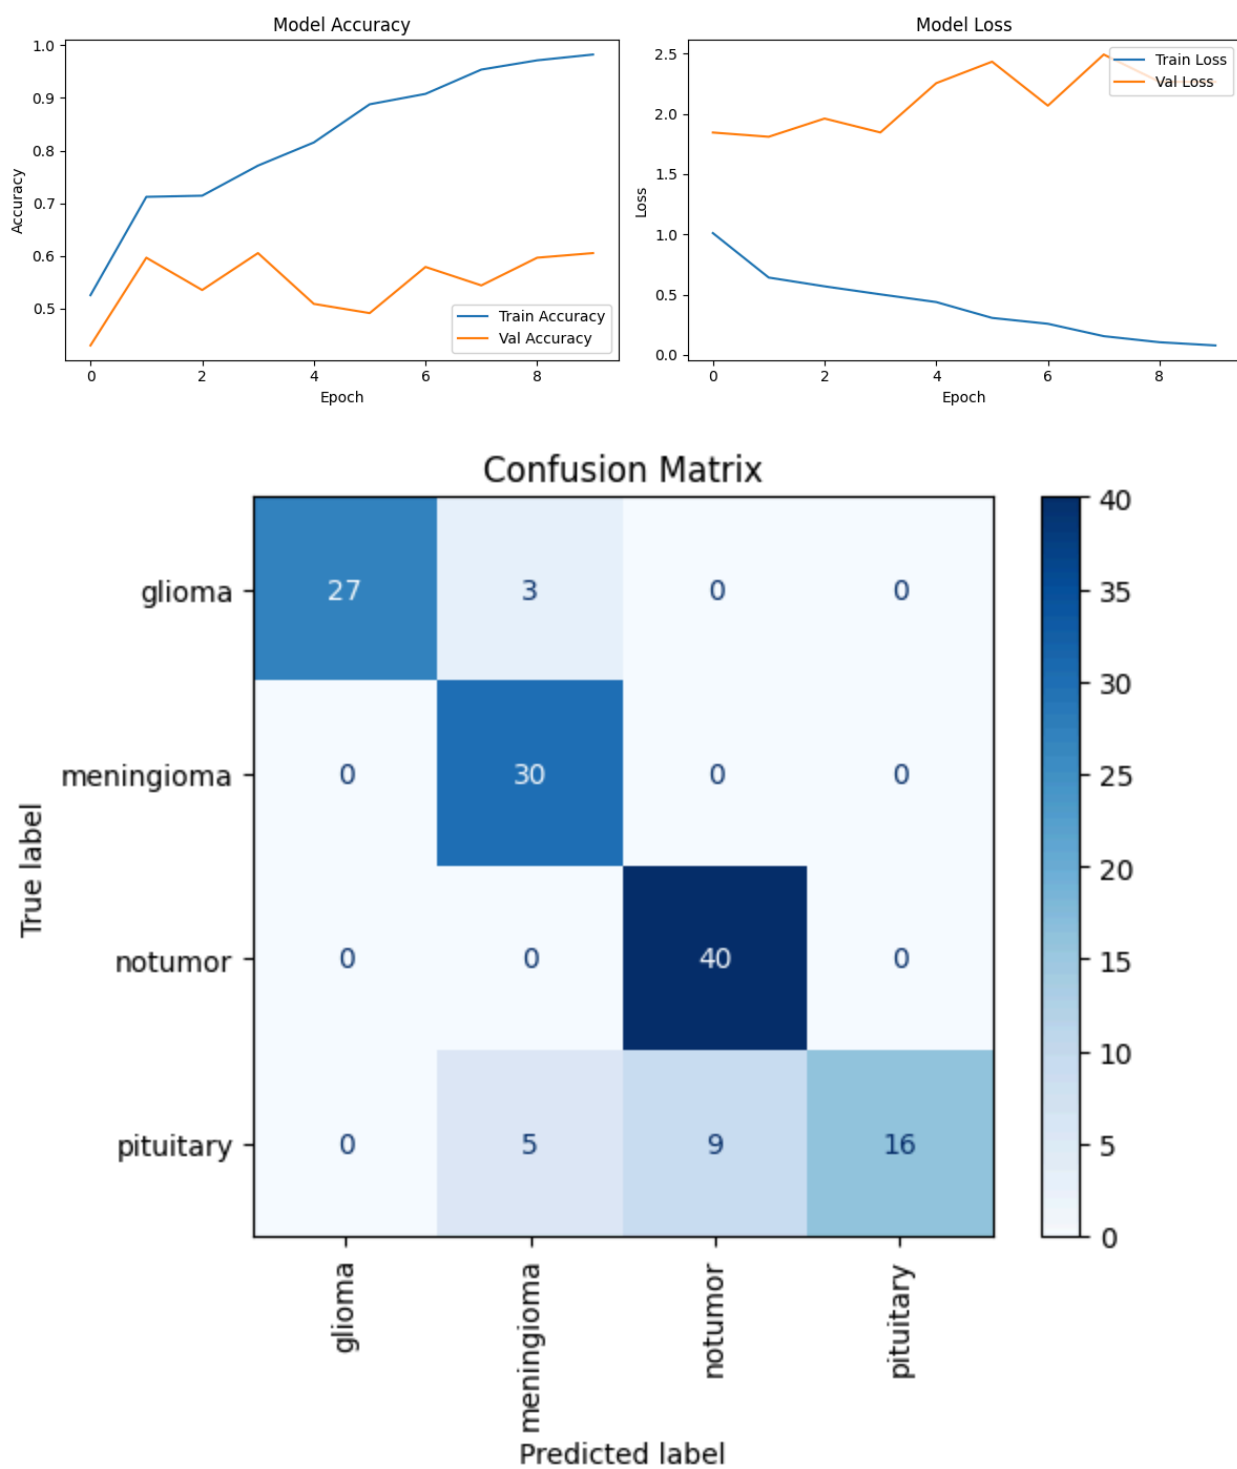 Model Accuracy
1.0
0.9
0.8
0.7
0.6
0.5
Accuracy
Train Accuracy
Val Accuracy
0 2 4 6 8
Epoch
Model Loss
2.5
2.0
1.5
1.0
0.5
0.0
Loss
Train Loss
Val Loss
0 2 4 6 8
Epoch
Confusion Matrix
True label
glioma 27 3 0 0
meningioma 0 30 0 0
notumor 0 0 40 0
pituitary 0 5 9 16
glioma meningioma notumor pituitary
Predicted label
40
35
30
25
20
15
10
5
0